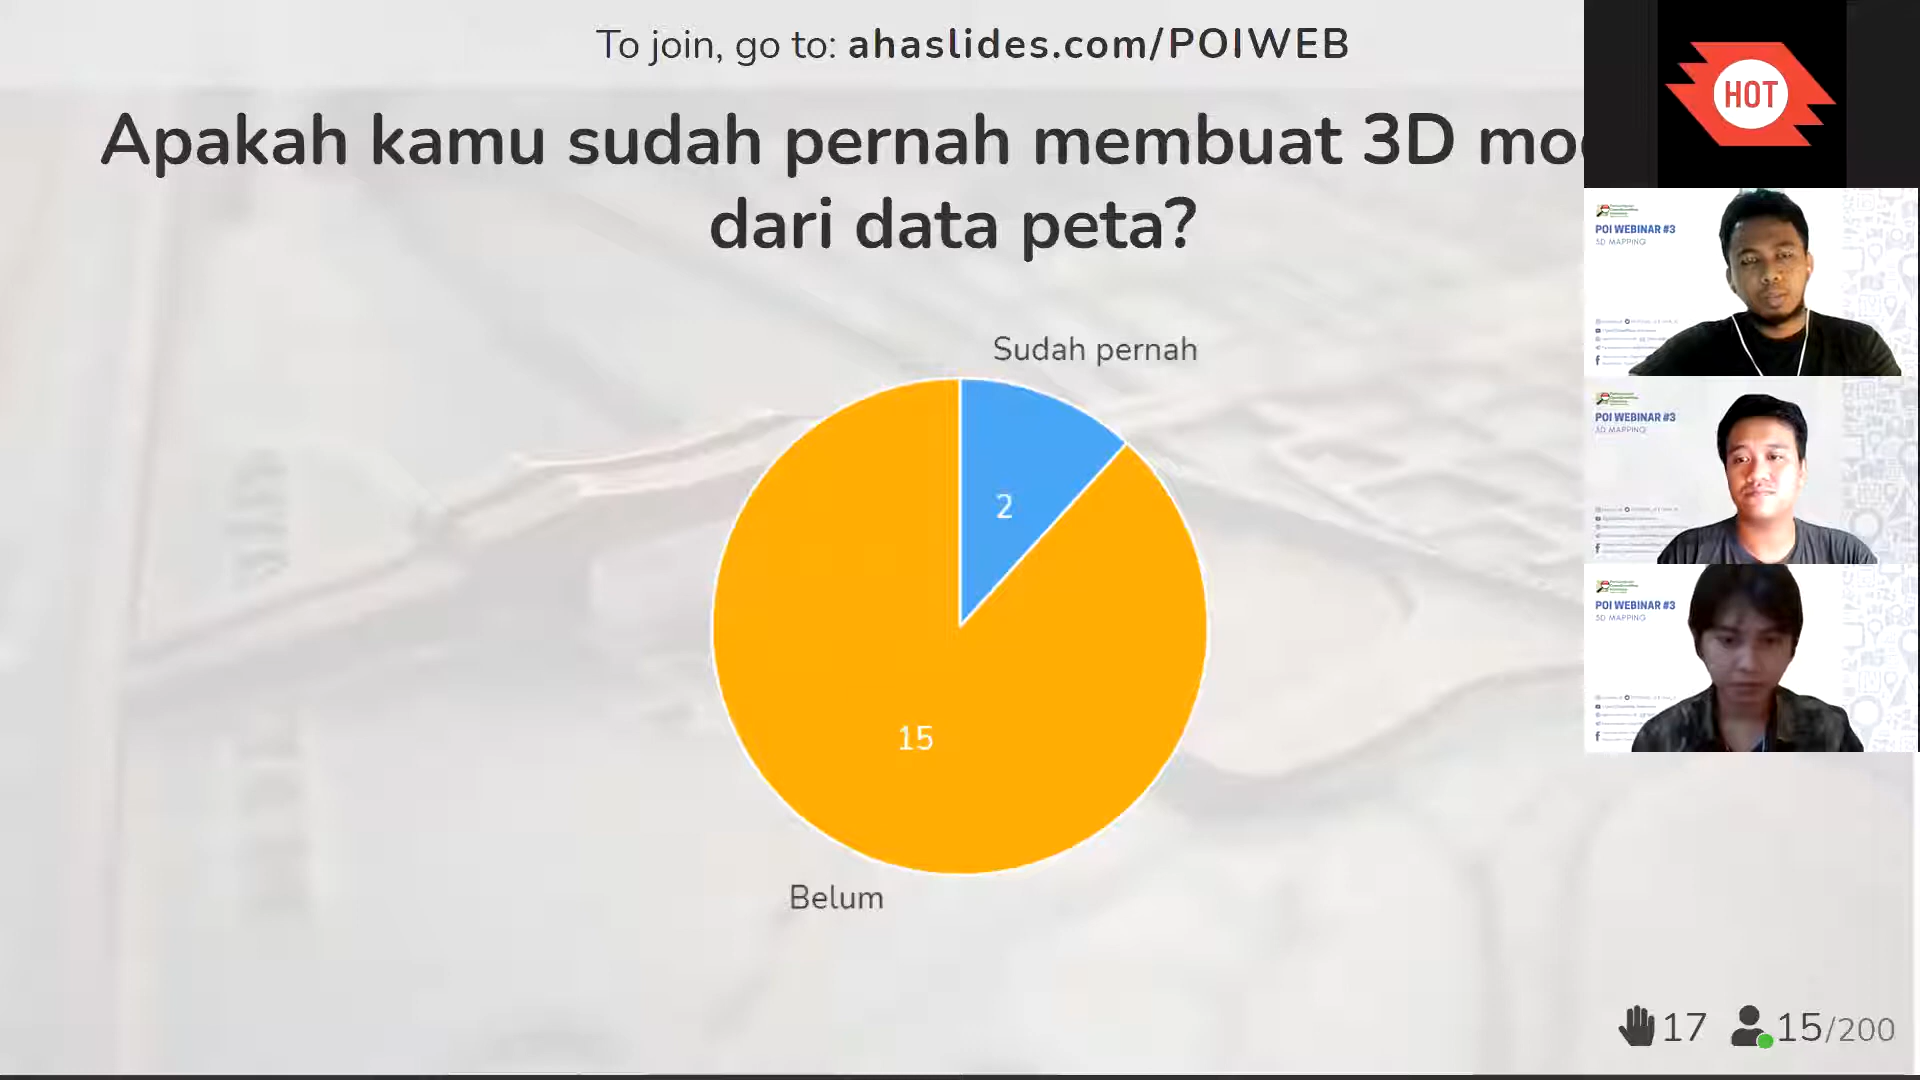 To join, go to: ahaslides.com/POIWEB
Apakah kamu sudah pernah membuat 3D mo
dari data peta?
Sudah pernah
2
15
Belum
17
15/200
HOT
POI WEBINAR #3
3D MAPPING
POI WEBINAR #3
3D MAPPING
POI WEBINAR #3
3D MAPPING